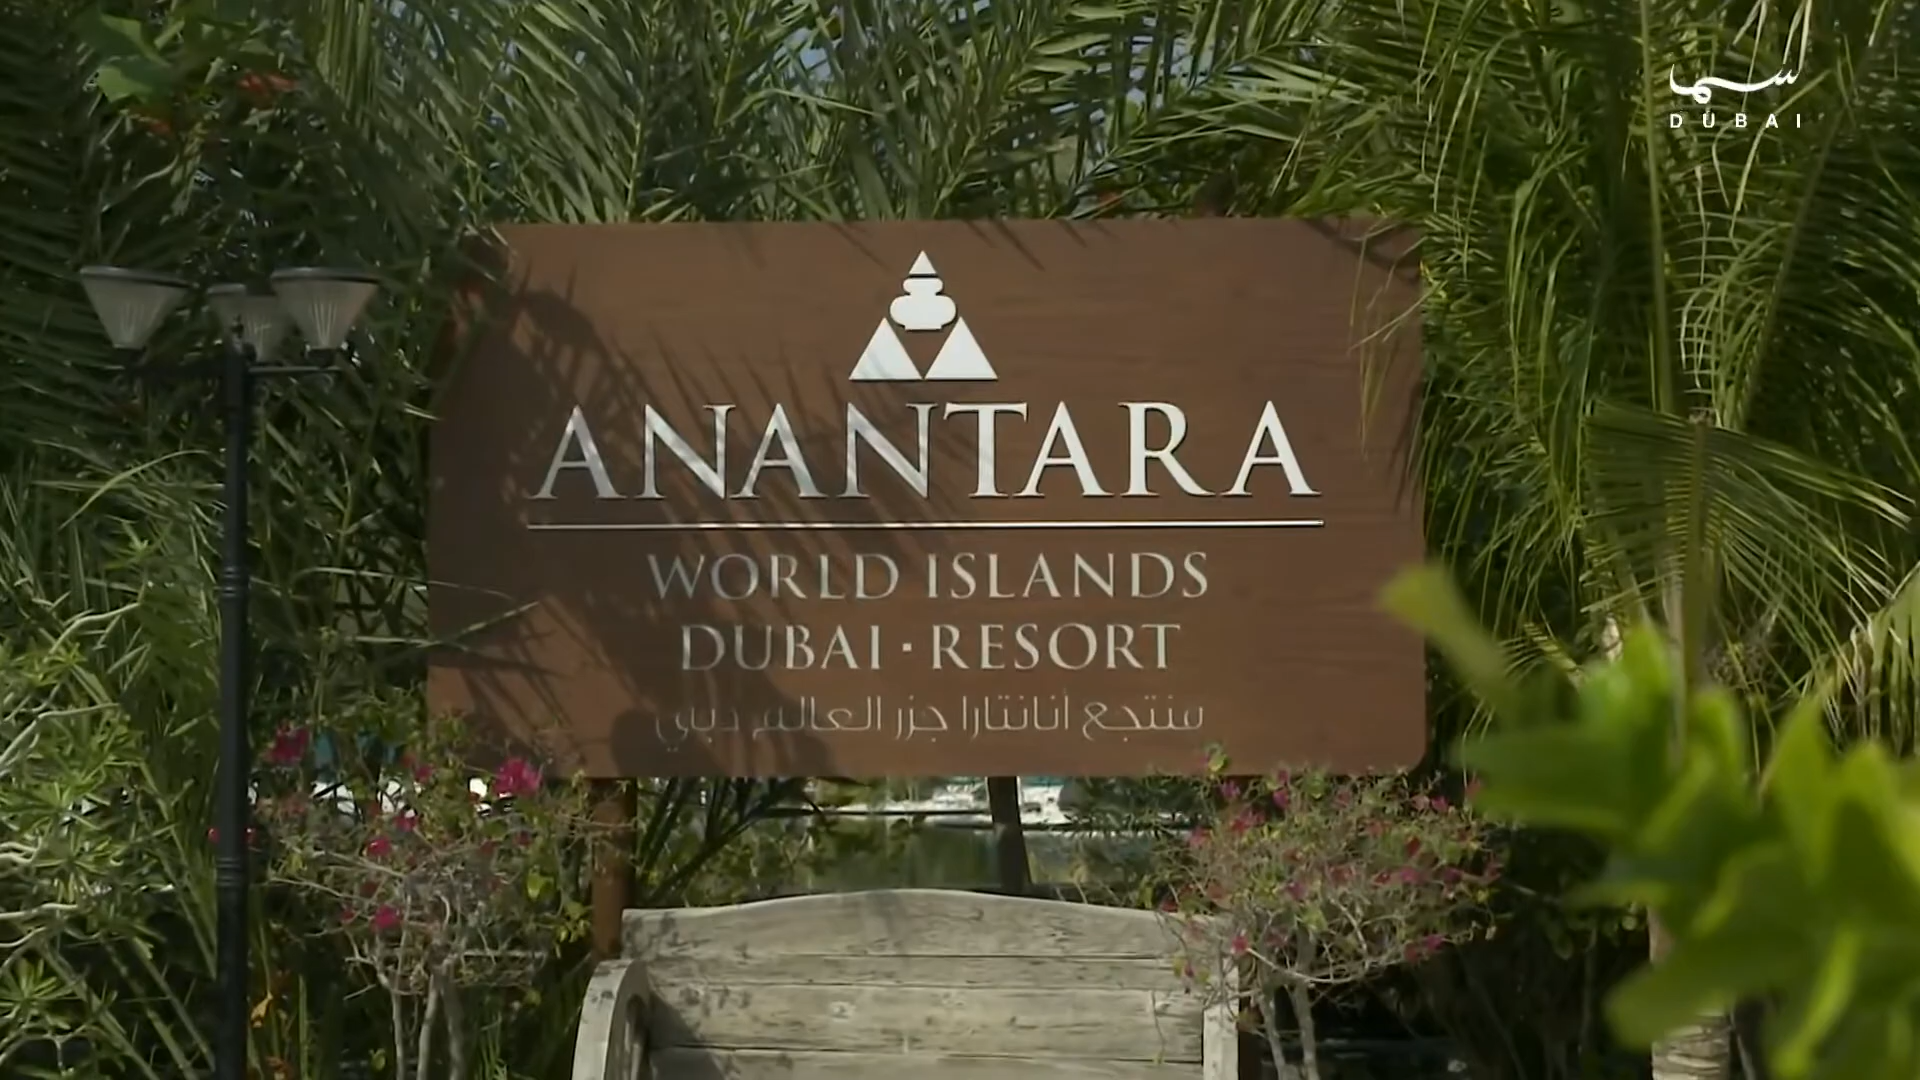 سما
DUBAI
ANANTARA
WORLD ISLANDS
DUBAI · RESORT
منتجع أنانتارا جزر العالم دبي